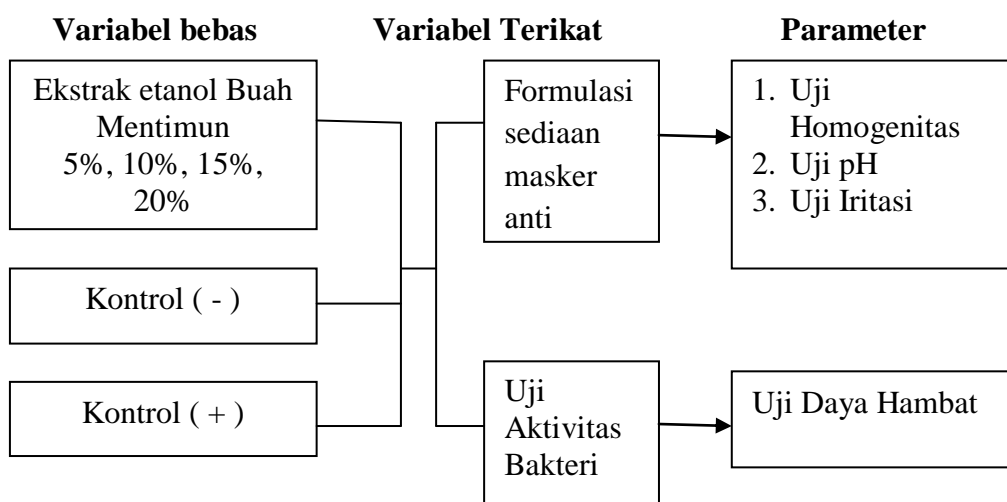 Variabel bebas
Variabel Terikat
Parameter
Ekstrak etanol Buah
Mentimun
5%, 10%, 15%,
20%
Kontrol ( - )
Kontrol ( + )
Formulasi
sediaan
masker
anti
Uji
Aktivitas
Bakteri
1. Uji
Homogenitas
2. Uji pH
3. Uji Iritasi
Uji Daya Hambat